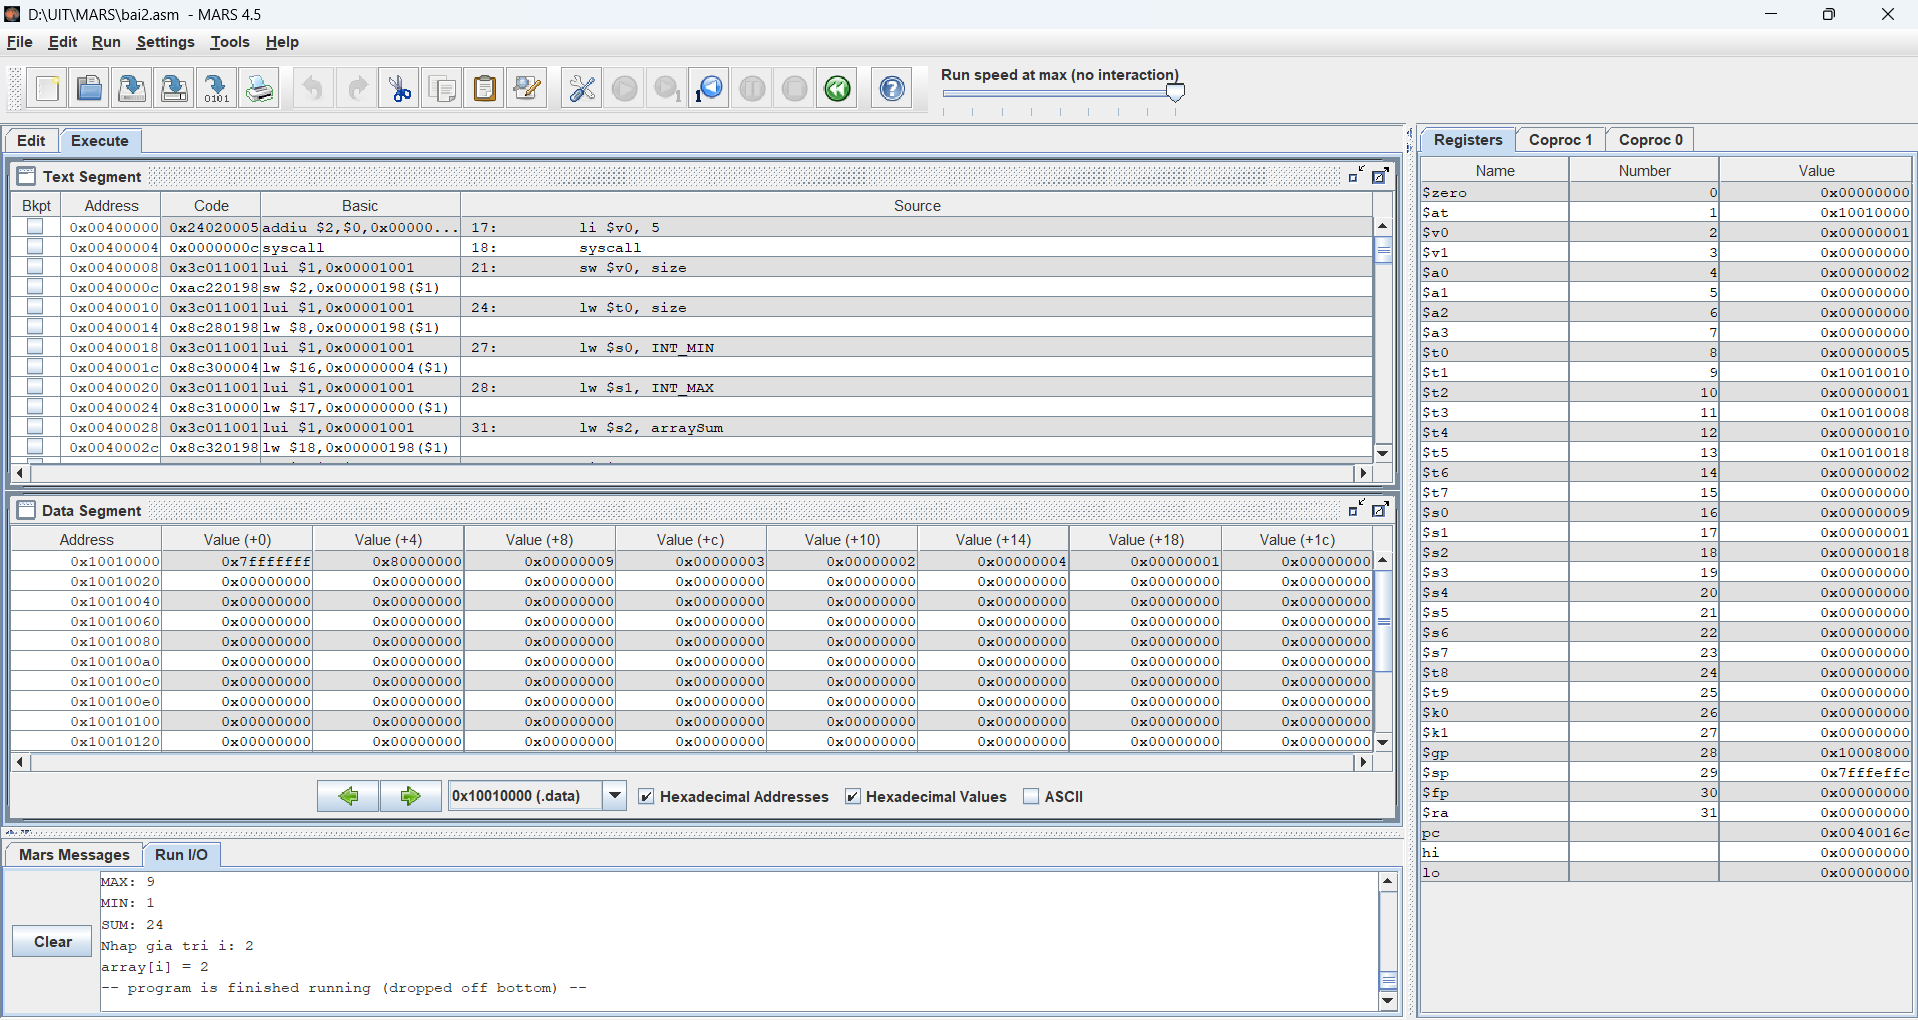 D:\UIT\MARS\bai2.asm - MARS 4.5
File Edit Run Settings Tools Help
Run speed at max (no interaction)
Edit Execute
Text Segment
Bkpt Address Code Basic Source
0x00400000 0x24020005 addiu $2,$0,0x00000... 17: li $v0, 5
0x00400004 0x0000000c syscall 18: syscall
0x00400008 0x3c011001 lui $1,0x00001001 21: sw $v0, size
0x0040000c 0xac220198 sw $2,0x00000198($1)
0x00400010 0x3c011001 lui $1,0x00001001 24: lw $t0, size
0x00400014 0x8c280198 lw $8,0x00000198($1)
0x00400018 0x3c011001 lui $1,0x00001001 27: lw $s0, INT_MIN
0x0040001c 0x8c300004 lw $16,0x00000004($1)
0x00400020 0x3c011001 lui $1,0x00001001 28: lw $s1, INT_MAX
0x00400024 0x8c310000 lw $17,0x00000000($1)
0x00400028 0x3c011001 lui $1,0x00001001 31: lw $s2, arraySum
0x0040002c 0x8c320198 lw $18,0x00000198($1)
Data Segment
Address Value (+0) Value (+4) Value (+8) Value (+c) Value (+10) Value (+14) Value (+18) Value (+1c)
0x10010000 0x7fffffff 0x80000000 0x00000009 0x00000003 0x00000002 0x00000004 0x00000001 0x00000000
0x10010020 0x00000000 0x00000000 0x00000000 0x00000000 0x00000000 0x00000000 0x00000000 0x00000000
0x10010040 0x00000000 0x00000000 0x00000000 0x00000000 0x00000000 0x00000000 0x00000000 0x00000000
0x10010060 0x00000000 0x00000000 0x00000000 0x00000000 0x00000000 0x00000000 0x00000000 0x00000000
0x10010080 0x00000000 0x00000000 0x00000000 0x00000000 0x00000000 0x00000000 0x00000000 0x00000000
0x100100a0 0x00000000 0x00000000 0x00000000 0x00000000 0x00000000 0x00000000 0x00000000 0x00000000
0x100100c0 0x00000000 0x00000000 0x00000000 0x00000000 0x00000000 0x00000000 0x00000000 0x00000000
0x100100e0 0x00000000 0x00000000 0x00000000 0x00000000 0x00000000 0x00000000 0x00000000 0x00000000
0x10010100 0x00000000 0x00000000 0x00000000 0x00000000 0x00000000 0x00000000 0x00000000 0x00000000
0x10010120 0x00000000 0x00000000 0x00000000 0x00000000 0x00000000 0x00000000 0x00000000 0x00000000
0x10010000 (.data) Hexadecimal Addresses Hexadecimal Values ASCII
Mars Messages Run I/O
Clear
MAX: 9
MIN: 1
SUM: 24
Nhap gia tri i: 2
array[i] = 2
-- program is finished running (dropped off bottom) --
Registers Coproc 1 Coproc 0
Name Number Value
$zero 0 0x00000000
$at 1 0x10010000
$v0 2 0x00000001
$v1 3 0x00000000
$a0 4 0x00000002
$a1 5 0x00000000
$a2 6 0x00000000
$a3 7 0x00000000
$t0 8 0x00000005
$t1 9 0x10010010
$t2 10 0x00000001
$t3 11 0x10010008
$t4 12 0x00000010
$t5 13 0x10010018
$t6 14 0x00000002
$t7 15 0x00000000
$s0 16 0x00000009
$s1 17 0x00000001
$s2 18 0x00000018
$s3 19 0x00000000
$s4 20 0x00000000
$s5 21 0x00000000
$s6 22 0x00000000
$s7 23 0x00000000
$t8 24 0x00000000
$t9 25 0x00000000
$k0 26 0x00000000
$k1 27 0x00000000
$gp 28 0x10008000
$sp 29 0x7fffeffc
$fp 30 0x00000000
$ra 31 0x00000000
pc 0x0040016c
hi 0x00000000
lo 0x00000000